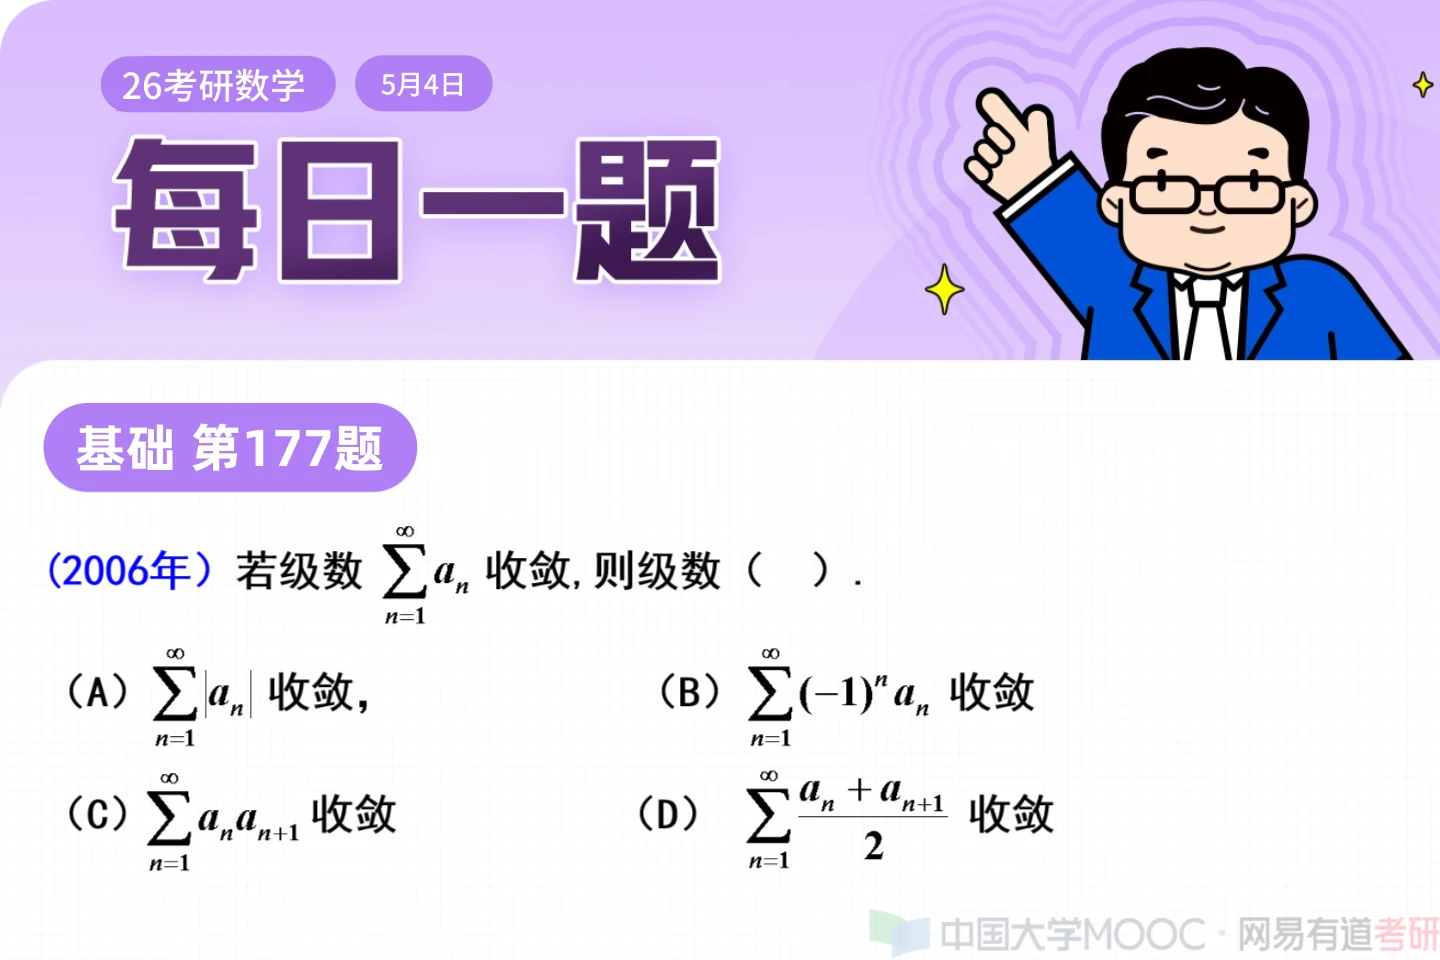 26考研数学 5月4日
每日一题
基础 第177题
(2006年）若级数 $\sum_{n=1}^{\infty} a_n$ 收敛,则级数（ ）.
（A）$\sum_{n=1}^{\infty} |a_n|$ 收敛， （B）$\sum_{n=1}^{\infty} (-1)^n a_n$ 收敛
（C）$\sum_{n=1}^{\infty} a_n a_{n+1}$ 收敛 （D） $\sum_{n=1}^{\infty} \frac{a_n + a_{n+1}}{2}$ 收敛
中国大学MOOC · 网易有道考研